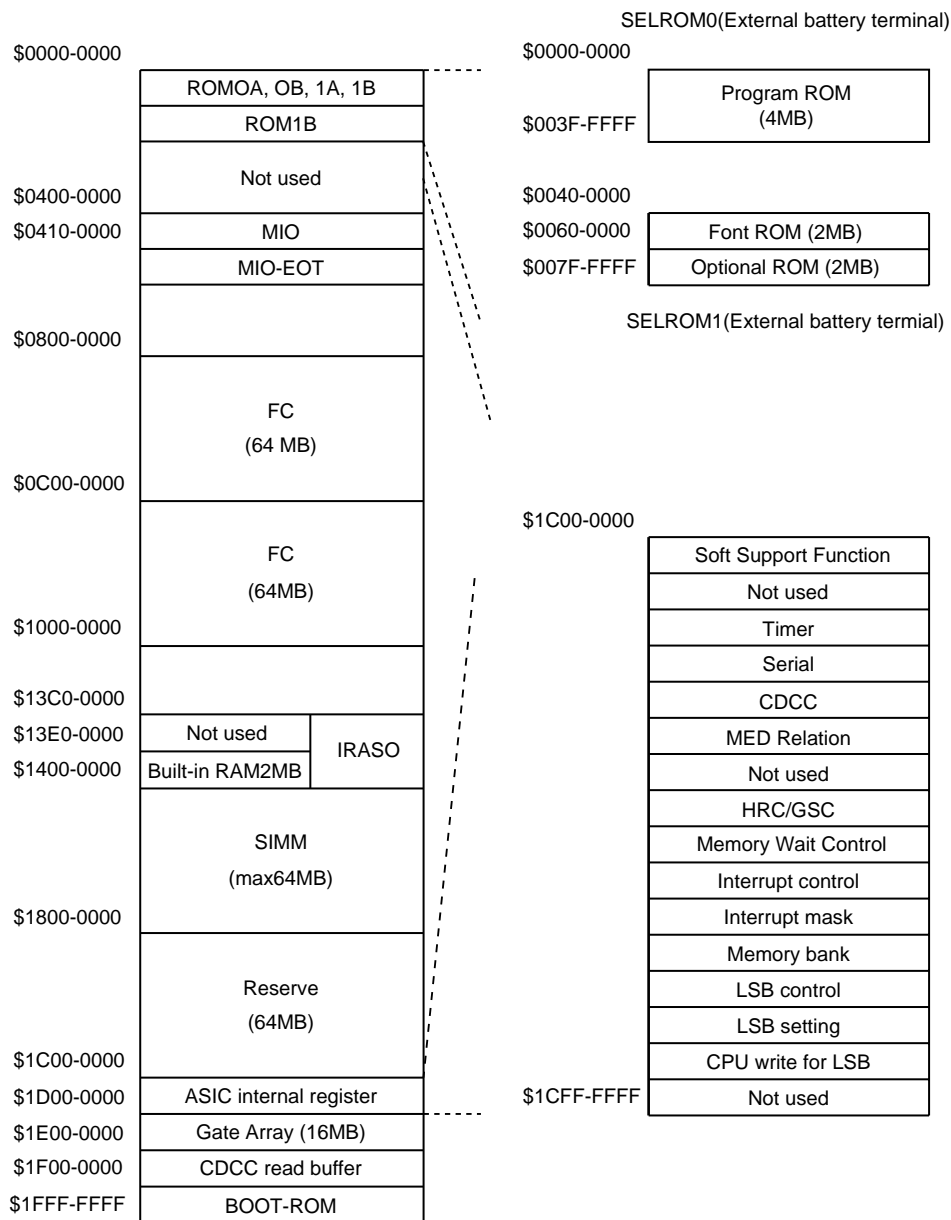 $0000-0000
ROMOA, OB, 1A, 1B
ROM1B
Not used
$0400-0000
$0410-0000
MIO
MIO-EOT
$0800-0000
FC
(64 MB)
$0C00-0000
FC
(64MB)
$1000-0000
$13C0-0000
$13E0-0000
Not used
IRASO
$1400-0000
Built-in RAM2MB
SIMM
(max64MB)
$1800-0000
Reserve
(64MB)
$1C00-0000
$1D00-0000
ASIC internal register
$1E00-0000
Gate Array (16MB)
$1F00-0000
CDCC read buffer
$1FFF-FFFF
BOOT-ROM
SELROM0(External battery terminal)
$0000-0000
Program ROM
(4MB)
$003F-FFFF
$0040-0000
$0060-0000
Font ROM (2MB)
$007F-FFFF
Optional ROM (2MB)
SELROM1(External battery termial)
$1C00-0000
Soft Support Function
Not used
Timer
Serial
CDCC
MED Relation
Not used
HRC/GSC
Memory Wait Control
Interrupt control
Interrupt mask
Memory bank
LSB control
LSB setting
CPU write for LSB
$1CFF-FFFF
Not used